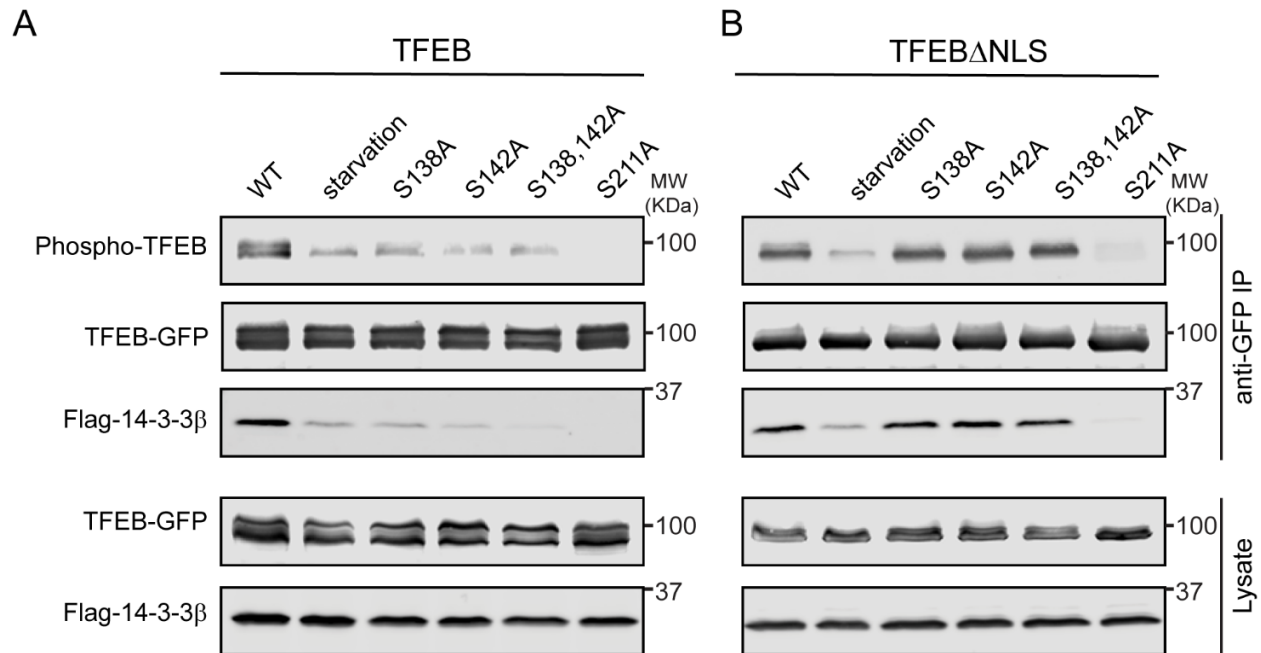 A
B
TFEB
TFEBΔNLS
WT
starvation
S138A
S142A
S138,142A
S211A
MW
(KDa)
WT
starvation
S138A
S142A
S138,142A
S211A
MW
(KDa)
Phospho-TFEB
100
100
TFEB-GFP
100
100
Flag-14-3-3β
37
37
anti-GFP IP
TFEB-GFP
100
100
Flag-14-3-3β
37
37
Lysate